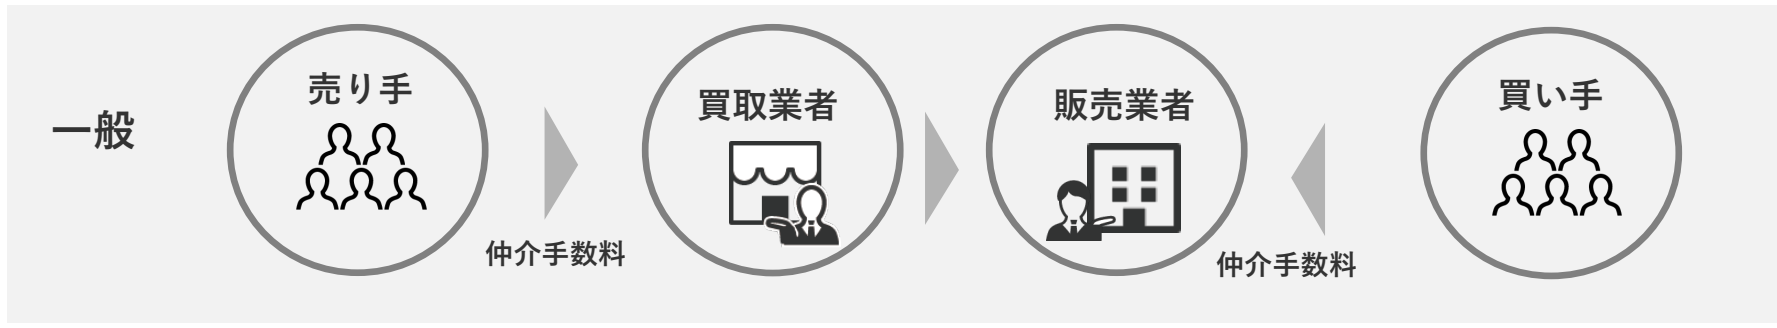 一般
売り手
買取業者
販売業者
買い手
仲介手数料
仲介手数料